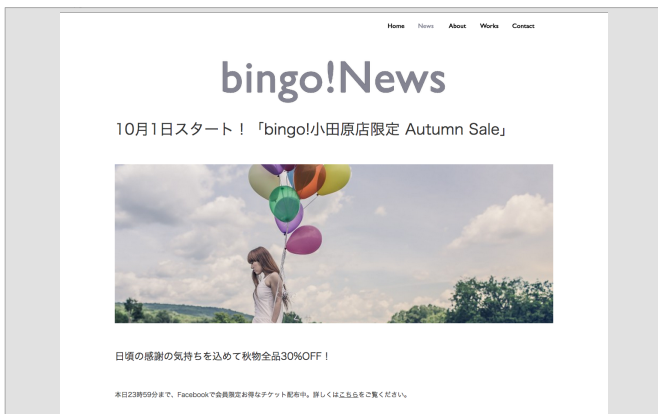 Home News About Works Contact
bingo!News
10月1日スタート！「bingo!小田原店限定 Autumn Sale」
日頃の感謝の気持ちを込めて秋物全品30%OFF！
本日23時59分まで、Facebookで会員限定お得なチケット配布中。詳しくはこちらをご覧ください。